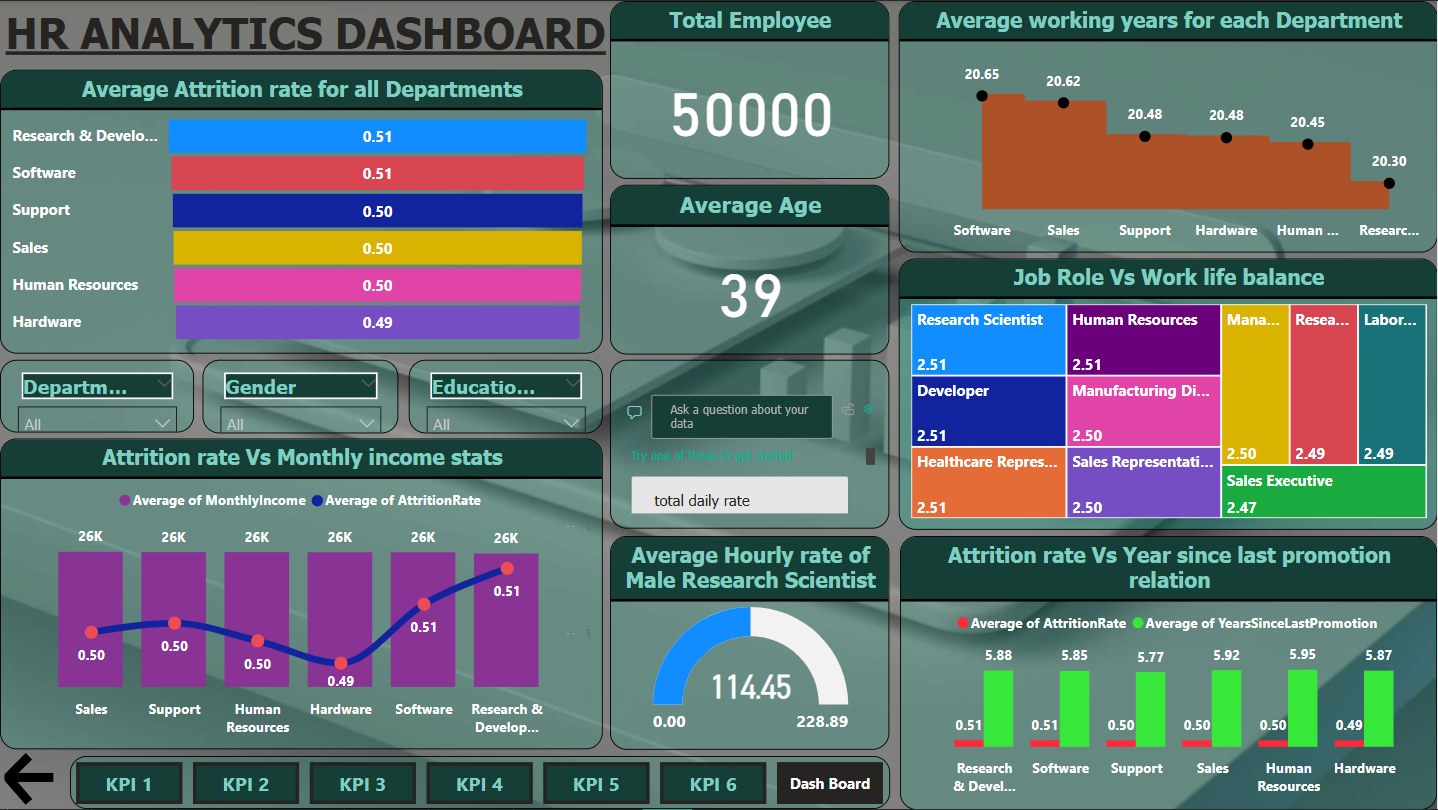 HR ANALYTICS DASHBOARD
Average Attrition rate for all Departments
Research & Develo... 0.51
Software 0.51
Support 0.50
Sales 0.50
Human Resources 0.50
Hardware 0.49
Departm...
All
Gender
All
Educatio...
All
Attrition rate Vs Monthly income stats
Average of MonthlyIncome Average of AttritionRate
26K 26K 26K 26K 26K 26K
0.50 0.50 0.50 0.49 0.51 0.51
Sales Support Human Hardware Software Research &
Resources Develop...
1
Total Employee
50000
Average Age
39
Ask a question about your
data
Try one of these to get started
total daily rate
Average Hourly rate of
Male Research Scientist
114.45
0.00 228.89
Average working years for each Department
20.65 20.62 20.48 20.48 20.45 20.30
Software Sales Support Hardware Human ... Researc...
Job Role Vs Work life balance
Research Scientist
2.51
Developer
2.51
Healthcare Repres...
2.51
Human Resources
2.51
Manufacturing Di...
2.50
Sales Representati...
2.50
Mana...
2.50
Resea...
2.49
Labor...
2.49
Sales Executive
2.47
Attrition rate Vs Year since last promotion
relation
Average of AttritionRate Average of YearsSinceLastPromotion
5.88 5.85 5.77 5.92 5.95 5.87
0.51 0.51 0.50 0.50 0.50 0.49
Research Software Support Sales Human Hardware
& Devel... Resources
KPI 1 KPI 2 KPI 3 KPI 4 KPI 5 KPI 6 Dash Board